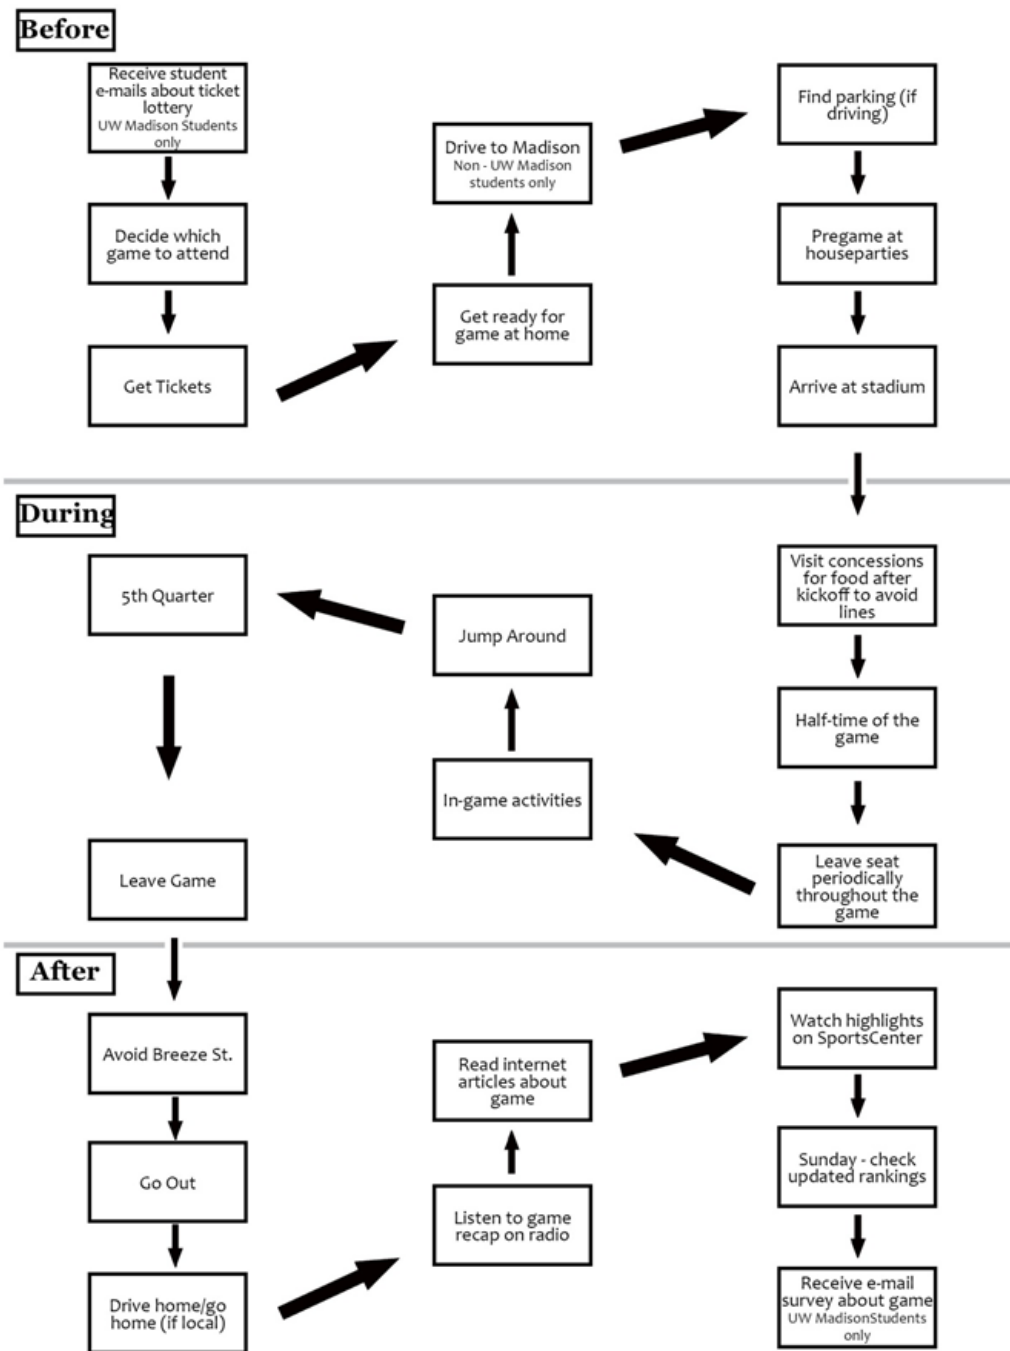 Before
Receive student
e-mails about ticket
lottery
UW Madison Students
only
Decide which
game to attend
Get Tickets
Get ready for
game at home
Drive to Madison
Non - UW Madison
students only
Find parking (if
driving)
Pregame at
houseparties
Arrive at stadium
During
Visit concessions
for food after
kickoff to avoid
lines
Half-time of the
game
Leave seat
periodically
throughout the
game
In-game activities
Jump Around
5th Quarter
Leave Game
After
Avoid Breeze St.
Go Out
Drive home/go
home (if local)
Listen to game
recap on radio
Read internet
articles about
game
Watch highlights
on SportsCenter
Sunday - check
updated rankings
Receive e-mail
survey about game
UW MadisonStudents
only